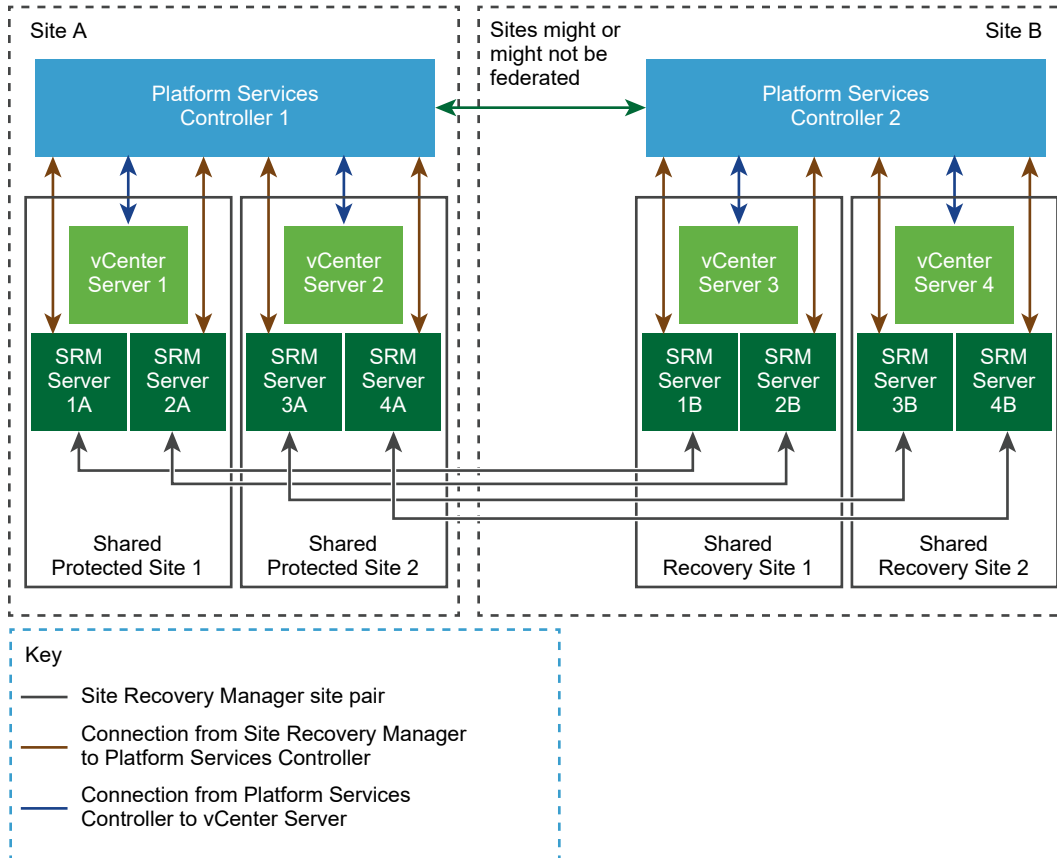 Site A
Sites might or
might not be
federated
Site B
Platform Services
Controller 1
Platform Services
Controller 2
vCenter
Server 1
vCenter
Server 2
vCenter
Server 3
vCenter
Server 4
SRM
Server
1A
SRM
Server
2A
SRM
Server
3A
SRM
Server
4A
SRM
Server
1B
SRM
Server
2B
SRM
Server
3B
SRM
Server
4B
Shared
Protected Site 1
Shared
Protected Site 2
Shared
Recovery Site 1
Shared
Recovery Site 2
Key
Site Recovery Manager site pair
Connection from Site Recovery Manager
to Platform Services Controller
Connection from Platform Services
Controller to vCenter Server